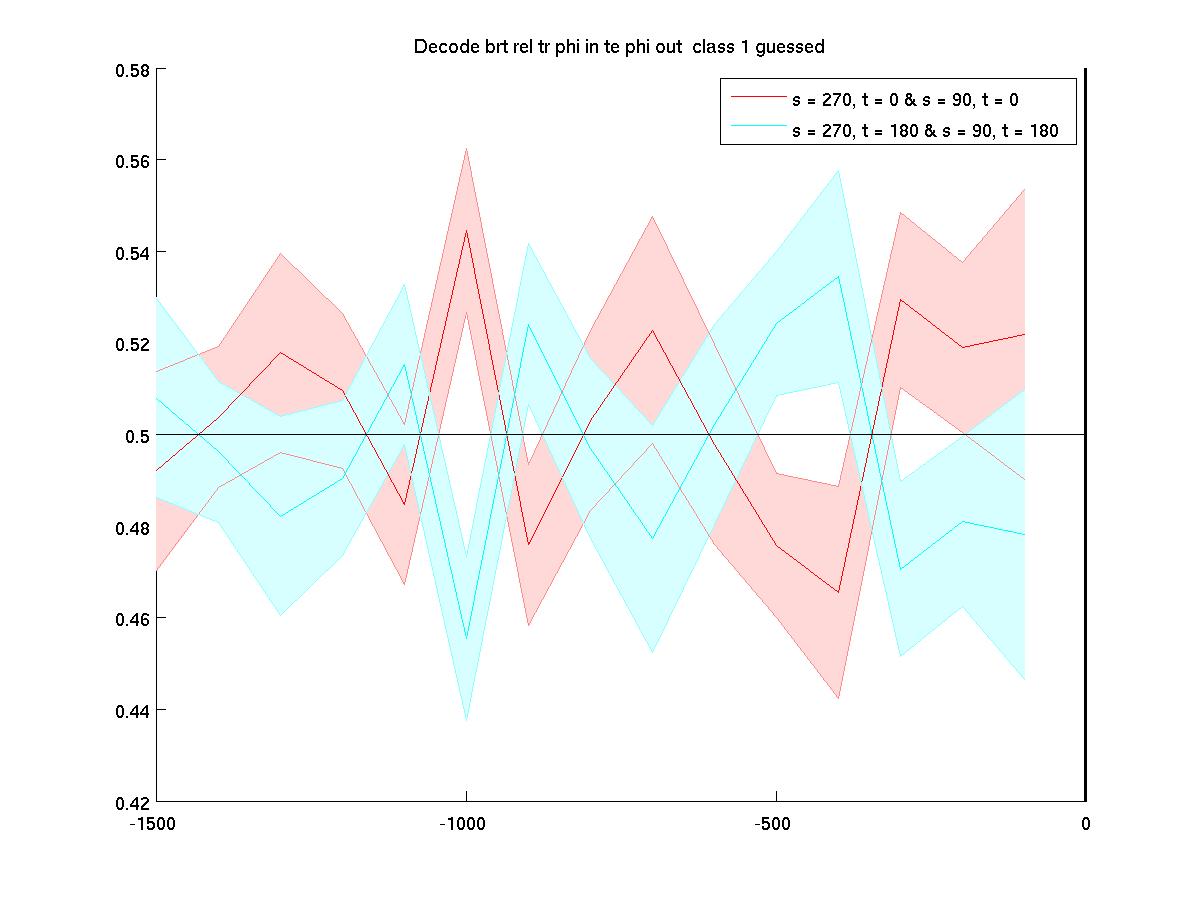 Decode brt rel tr phi in te phi out  class 1 guessed
0.58
s = 270, t = 0 & s = 90, t = 0
s = 270, t = 180 & s = 90, t = 180
0.56
0.54
0.52
0.5
0.48
0.46
0.44
0.42
-1500 -1000 -500 0